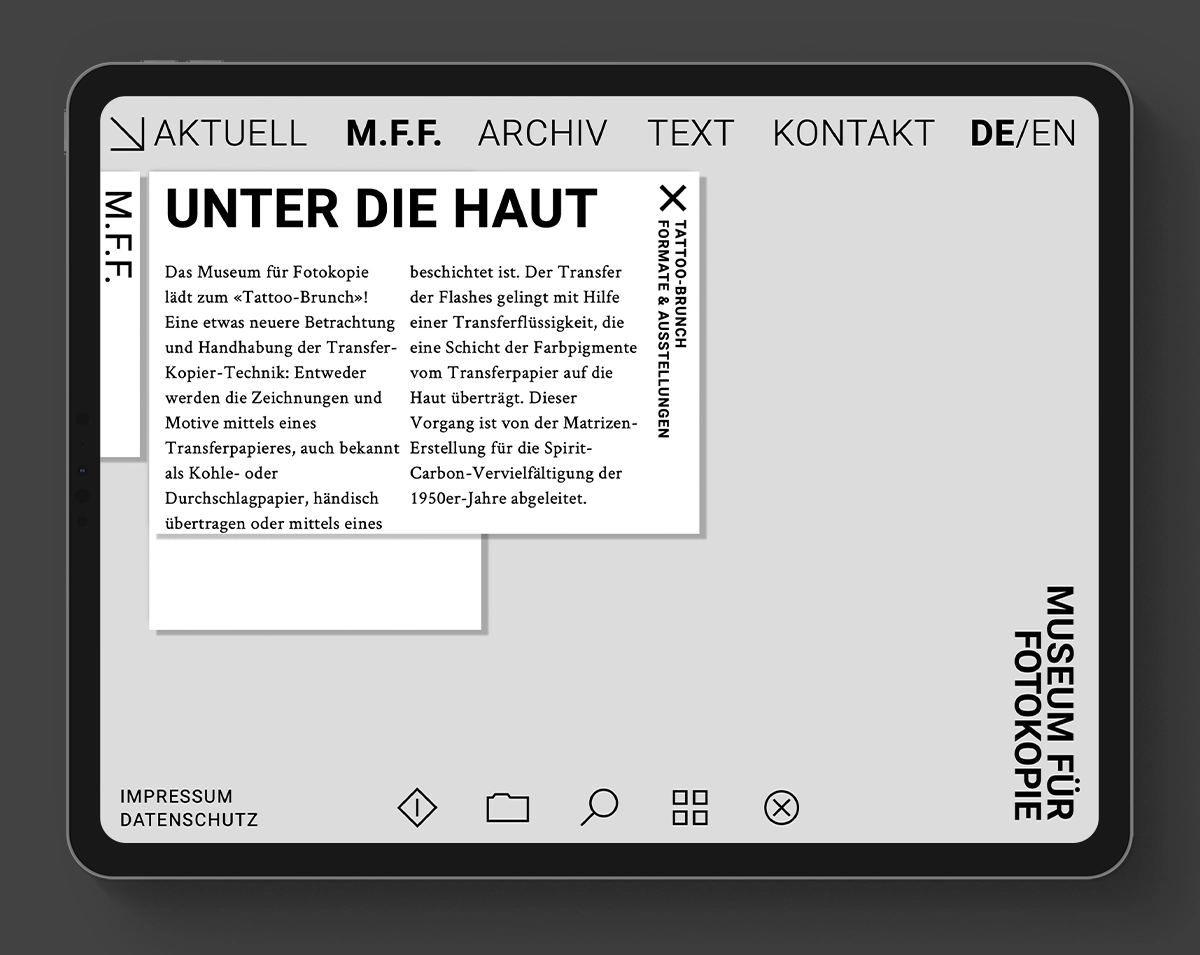 AKTUELL M.F.F. ARCHIV TEXT KONTAKT DE/EN
M.F.F.
UNTER DIE HAUT
Das Museum für Fotokopie
lädt zum «Tattoo-Brunch»!
Eine etwas neuere Betrachtung
und Handhabung der Transfer-
Kopier-Technik: Entweder
werden die Zeichnungen und
Motive mittels eines
Transferpapieres, auch bekannt
als Kohle- oder
Durchschlagpapier, händisch
übertragen oder mittels eines
beschichtet ist. Der Transfer
der Flashes gelingt mit Hilfe
einer Transferflüssigkeit, die
eine Schicht der Farbpigmente
vom Transferpapier auf die
Haut überträgt. Dieser
Vorgang ist von der Matrizen-
Erstellung für die Spirit-
Carbon-Vervielfältigung der
1950er-Jahre abgeleitet.
TATTOO-BRUNCH
FORMATE & AUSSTELLUNGEN
MUSEUM FÜR
FOTOKOPIE
IMPRESSUM
DATENSCHUTZ